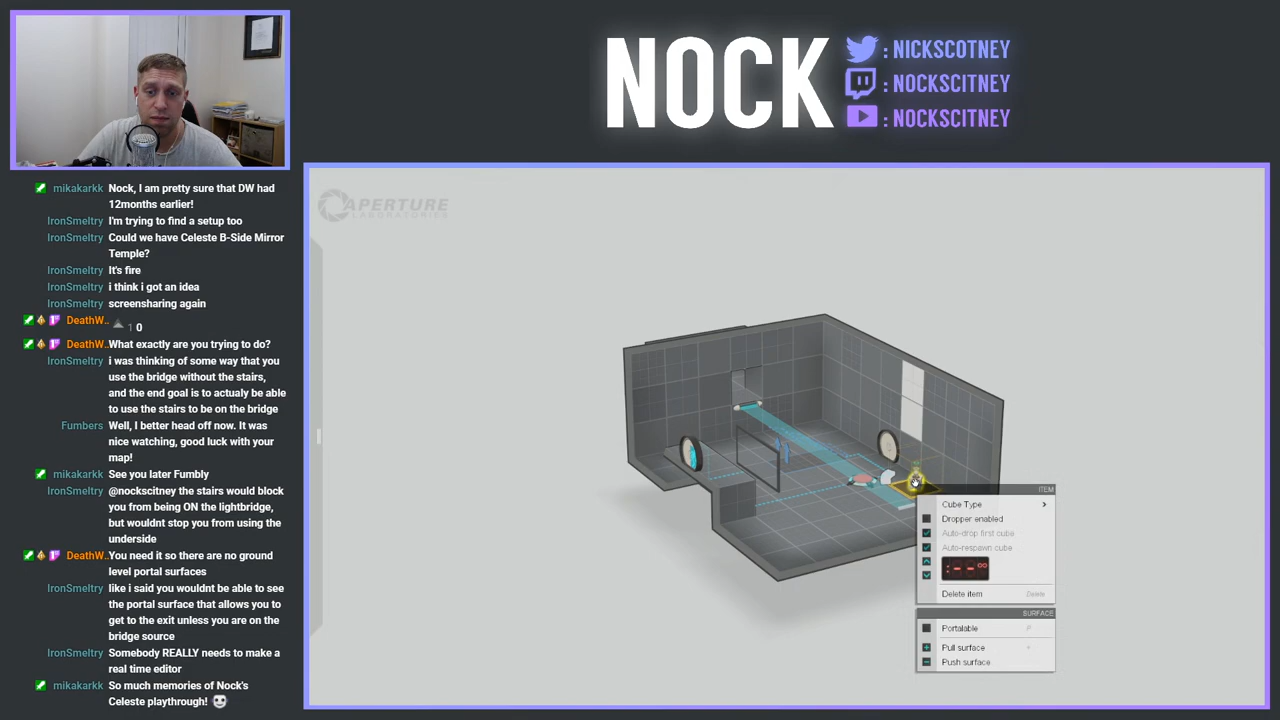 NOCK
: NICKSCOTNEY
: NOCKSCITNEY
: NOCKSCITNEY
mikakarkk Nock, I am pretty sure that DW had
12months earlier!
IronSmeltry I'm trying to find a setup too
IronSmeltry Could we have Celeste B-Side Mirror
Temple?
IronSmeltry It's fire
IronSmeltry i think i got an idea
IronSmeltry screensharing again
DeathW.. 1 0
DeathW.. What exactly are you trying to do?
IronSmeltry i was thinking of some way that you
use the bridge without the stairs,
and the end goal is to actualy be able
to use the stairs to be on the bridge
Fumbers Well, I better head off now. It was
nice watching, good luck with your
map!
mikakarkk See you later Fumbly
IronSmeltry @nockscitney the stairs would block
you from being ON the lightbridge,
but wouldnt stop you from using the
underside
DeathW.. You need it so there are no ground
level portal surfaces
IronSmeltry like i said you wouldnt be able to see
the portal surface that allows you to
get to the exit unless you are on the
bridge source
IronSmeltry Somebody REALLY needs to make a
real time editor
mikakarkk So much memories of Nock's
Celeste playthrough!
APERTURE
LABORATORIES
ITEM
Cube Type
Dropper enabled
Auto-drop first cube
Auto-respawn cube
Delete item Delete
SURFACE
Portalable P
Pull surface +
Push surface -